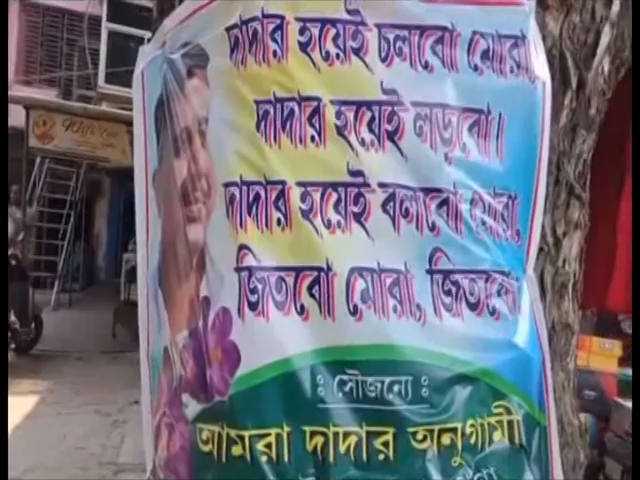 দাদার হয়েই চলবো মোরা,
দাদার হয়েই লড়বো।
দাদার হয়েই বলবো মোরা,
জিতবো মোরা, জিতবো
: সৌজন্যে :
আমরা দাদার অনুগামী